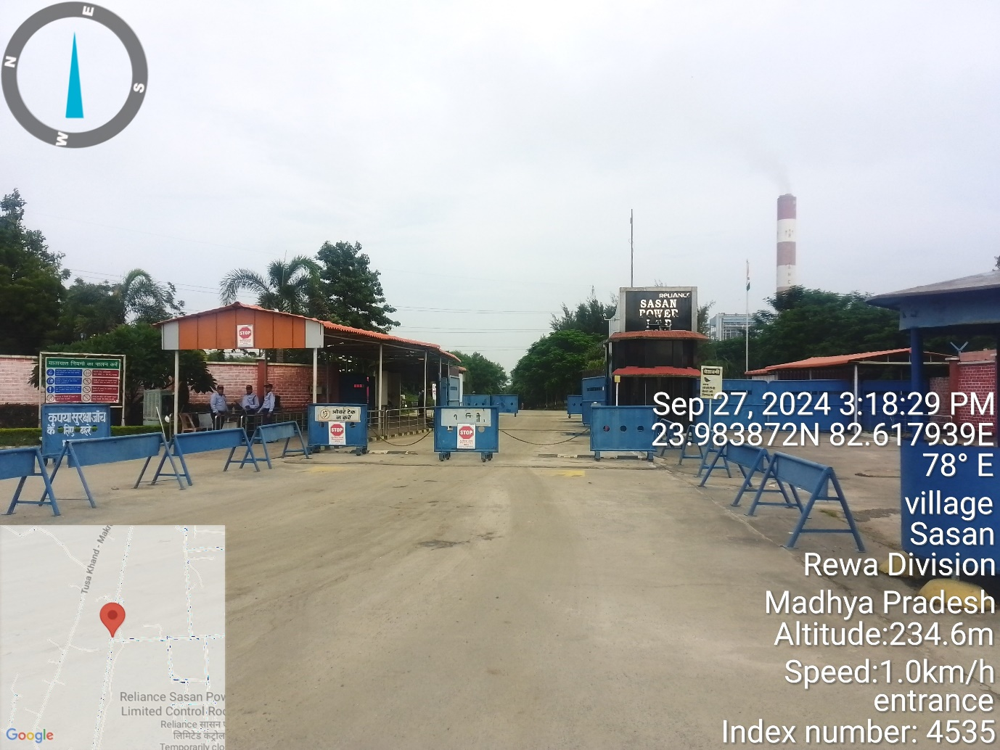 E
N
S
W
RELIANCE
SASAN
POWER
LTD
STOP
यातायात नियमों का पालन करें
चेतावनी
ओवर टेक
न करें
STOP
STOP
कृपया सुरक्षा जाँच
Sep 27, 2024 3:18:29 PM
23.983872N 82.617939E
78° E
village
Sasan
Rewa Division
Madhya Pradesh
Altitude:234.6m
Speed:1.0km/h
entrance
Index number: 4535
Tusa Khand - Makr
Reliance Sasan Pow
Limited Control Roo
Reliance सासन प
लिमिटेड कंट्रोल
Temporarily clo
Google